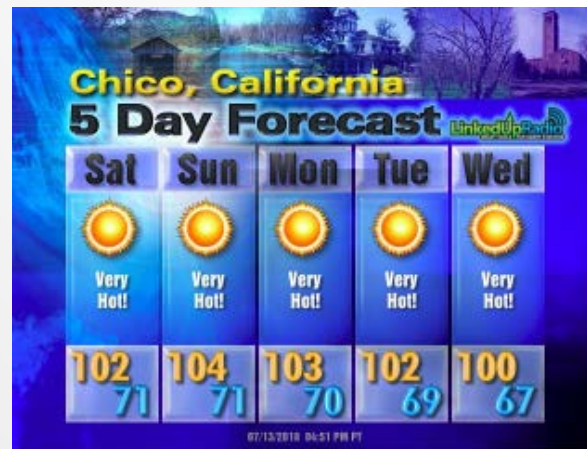 Chico, California
5 Day Forecast LinkedUpRadio
Sat Sun Mon Tue Wed
Very Very Very Very Very
Hot! Hot! Hot! Hot! Hot!
102 104 103 102 100
71 71 70 69 67
07/13/2018 04:51 PM PT